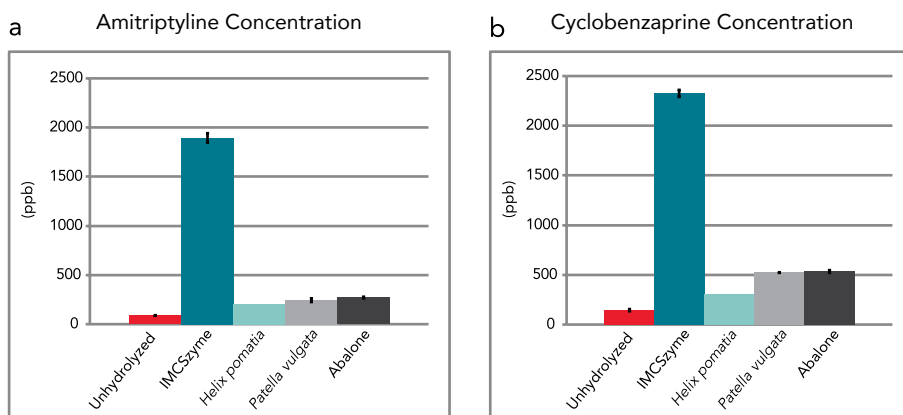 a
Amitriptyline Concentration
2500
2000
1500
1000
500
0
(ppb)
Unhydrolyzed
IMCSzyme
Helix pomatia
Patella vulgata
Abalone
b
Cyclobenzaprine Concentration
2500
2000
1500
1000
500
0
(ppb)
Unhydrolyzed
IMCSzyme
Helix pomatia
Patella vulgata
Abalone